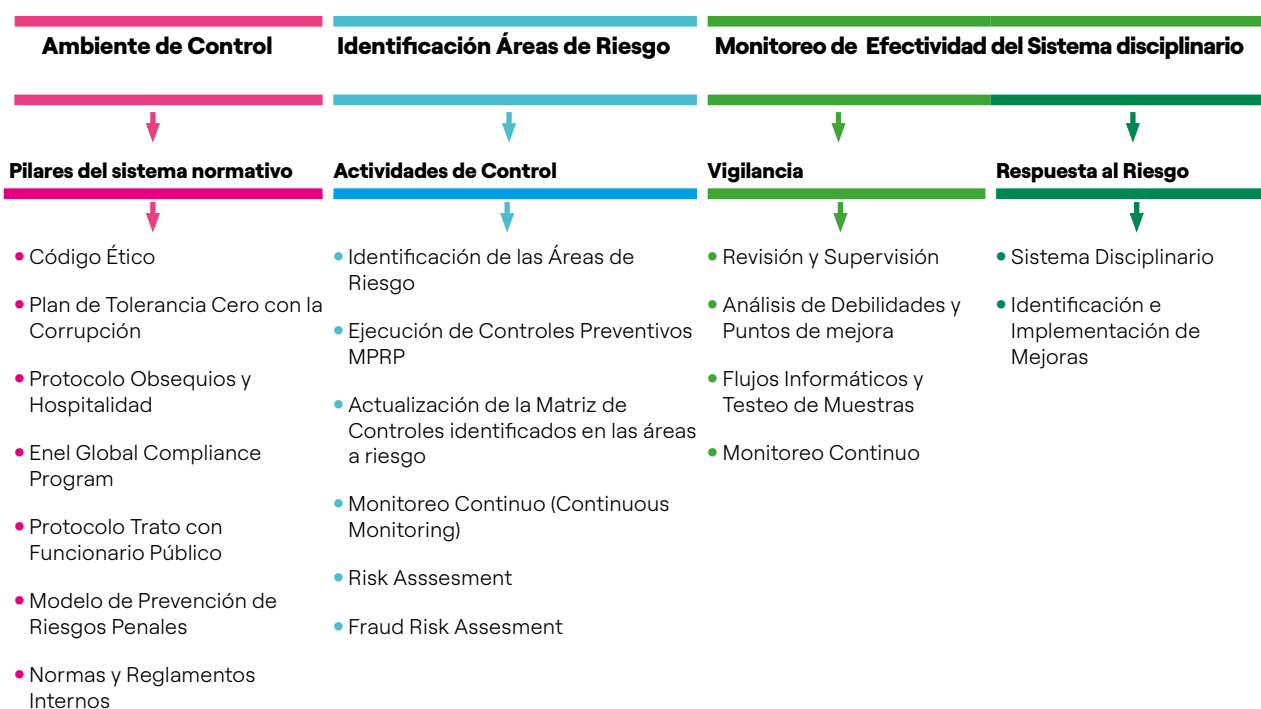 Ambiente de Control
Identificación Áreas de Riesgo
Monitoreo de Efectividad del Sistema disciplinario
Pilares del sistema normativo
• Código Ético
• Plan de Tolerancia Cero con la
Corrupción
• Protocolo Obsequios y
Hospitalidad
• Enel Global Compliance
Program
• Protocolo Trato con
Funcionario Público
• Modelo de Prevención de
Riesgos Penales
• Normas y Reglamentos
Internos
Actividades de Control
• Identificación de las Áreas de
Riesgo
• Ejecución de Controles Preventivos
MPRP
• Actualización de la Matriz de
Controles identificados en las áreas
a riesgo
• Monitoreo Continuo (Continuous
Monitoring)
• Risk Asssesment
• Fraud Risk Assesment
Vigilancia
• Revisión y Supervisión
• Análisis de Debilidades y
Puntos de mejora
• Flujos Informáticos y
Testeo de Muestras
• Monitoreo Continuo
Respuesta al Riesgo
• Sistema Disciplinario
• Identificación e
Implementación de
Mejoras